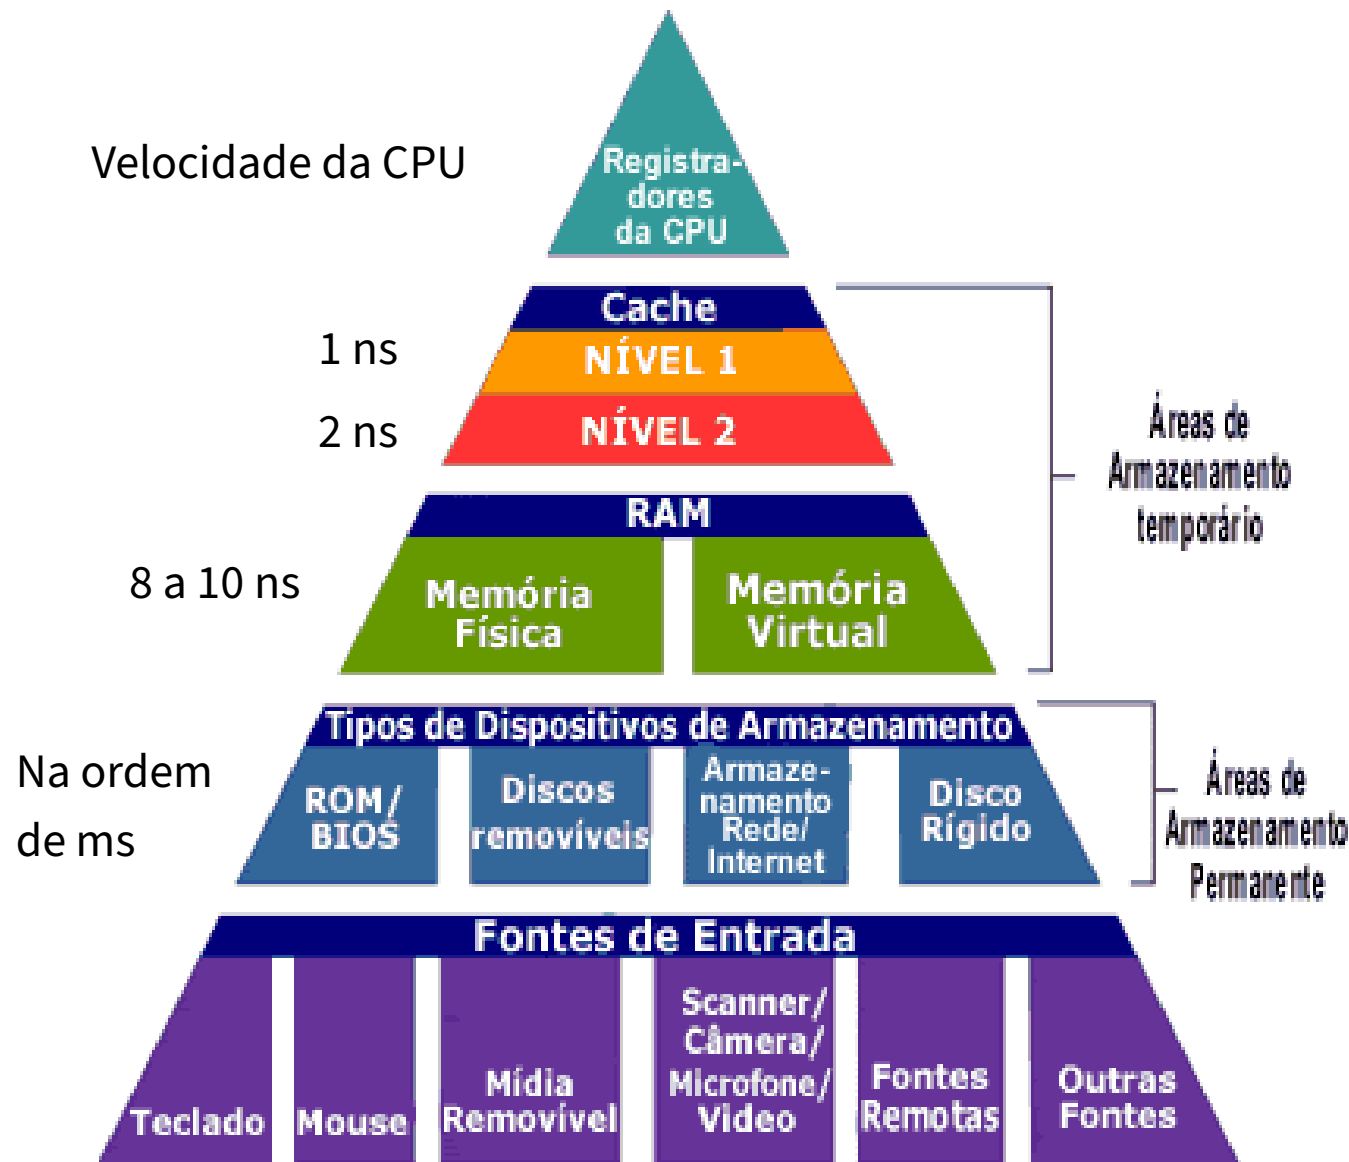 Velocidade da CPU
Registra-
dores
da CPU
Cache
1 ns
NÍVEL 1
2 ns
NÍVEL 2
Áreas de
Armazenamento
temporário
RAM
8 a 10 ns
Memória
Física
Memória
Virtual
Tipos de Dispositivos de Armazenamento
Na ordem
de ms
ROM/
BIOS
Discos
removíveis
Armaze-
namento
Rede/
Internet
Disco
Rígido
Áreas de
Armazenamento
Permanente
Fontes de Entrada
Teclado
Mouse
Mídia
Removível
Scanner/
Câmera/
Microfone/
Video
Fontes
Remotas
Outras
Fontes